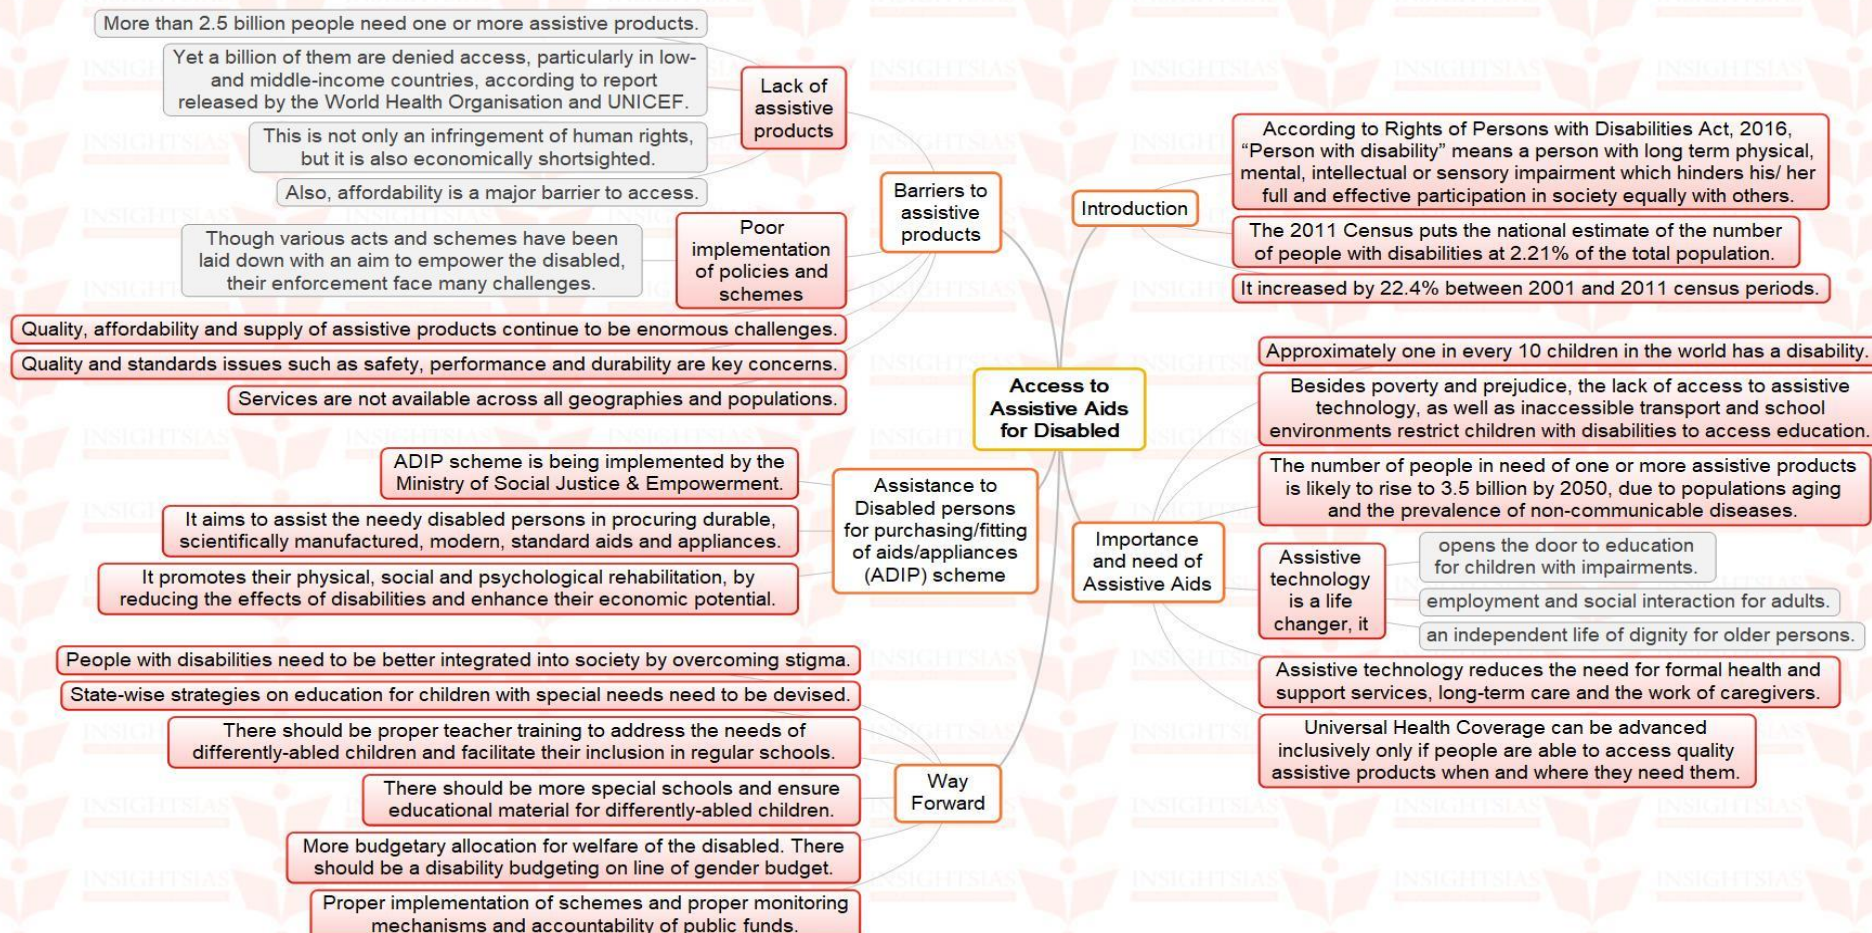 More than 2.5 billion people need one or more assistive products.
Yet a billion of them are denied access, particularly in low-
and middle-income countries, according to report
released by the World Health Organisation and UNICEF.
This is not only an infringement of human rights,
but it is also economically shortsighted.
Also, affordability is a major barrier to access.
Lack of
assistive
products
Though various acts and schemes have been
laid down with an aim to empower the disabled,
their enforcement face many challenges.
Poor
implementation
of policies and
schemes
Quality, affordability and supply of assistive products continue to be enormous challenges.
Quality and standards issues such as safety, performance and durability are key concerns.
Services are not available across all geographies and populations.
Barriers to
assistive
products
ADIP scheme is being implemented by the
Ministry of Social Justice & Empowerment.
It aims to assist the needy disabled persons in procuring durable,
scientifically manufactured, modern, standard aids and appliances.
It promotes their physical, social and psychological rehabilitation, by
reducing the effects of disabilities and enhance their economic potential.
Assistance to
Disabled persons
for purchasing/fitting
of aids/appliances
(ADIP) scheme
People with disabilities need to be better integrated into society by overcoming stigma.
State-wise strategies on education for children with special needs need to be devised.
There should be proper teacher training to address the needs of
differently-abled children and facilitate their inclusion in regular schools.
There should be more special schools and ensure
educational material for differently-abled children.
More budgetary allocation for welfare of the disabled. There
should be a disability budgeting on line of gender budget.
Proper implementation of schemes and proper monitoring
mechanisms and accountability of public funds.
Way
Forward
Access to
Assistive Aids
for Disabled
Introduction
According to Rights of Persons with Disabilities Act, 2016,
“Person with disability” means a person with long term physical,
mental, intellectual or sensory impairment which hinders his/ her
full and effective participation in society equally with others.
The 2011 Census puts the national estimate of the number
of people with disabilities at 2.21% of the total population.
It increased by 22.4% between 2001 and 2011 census periods.
Importance
and need of
Assistive Aids
Approximately one in every 10 children in the world has a disability.
Besides poverty and prejudice, the lack of access to assistive
technology, as well as inaccessible transport and school
environments restrict children with disabilities to access education.
The number of people in need of one or more assistive products
is likely to rise to 3.5 billion by 2050, due to populations aging
and the prevalence of non-communicable diseases.
Assistive
technology
is a life
changer, it
opens the door to education
for children with impairments.
employment and social interaction for adults.
an independent life of dignity for older persons.
Assistive technology reduces the need for formal health and
support services, long-term care and the work of caregivers.
Universal Health Coverage can be advanced
inclusively only if people are able to access quality
assistive products when and where they need them.
INSIGHTSIAS